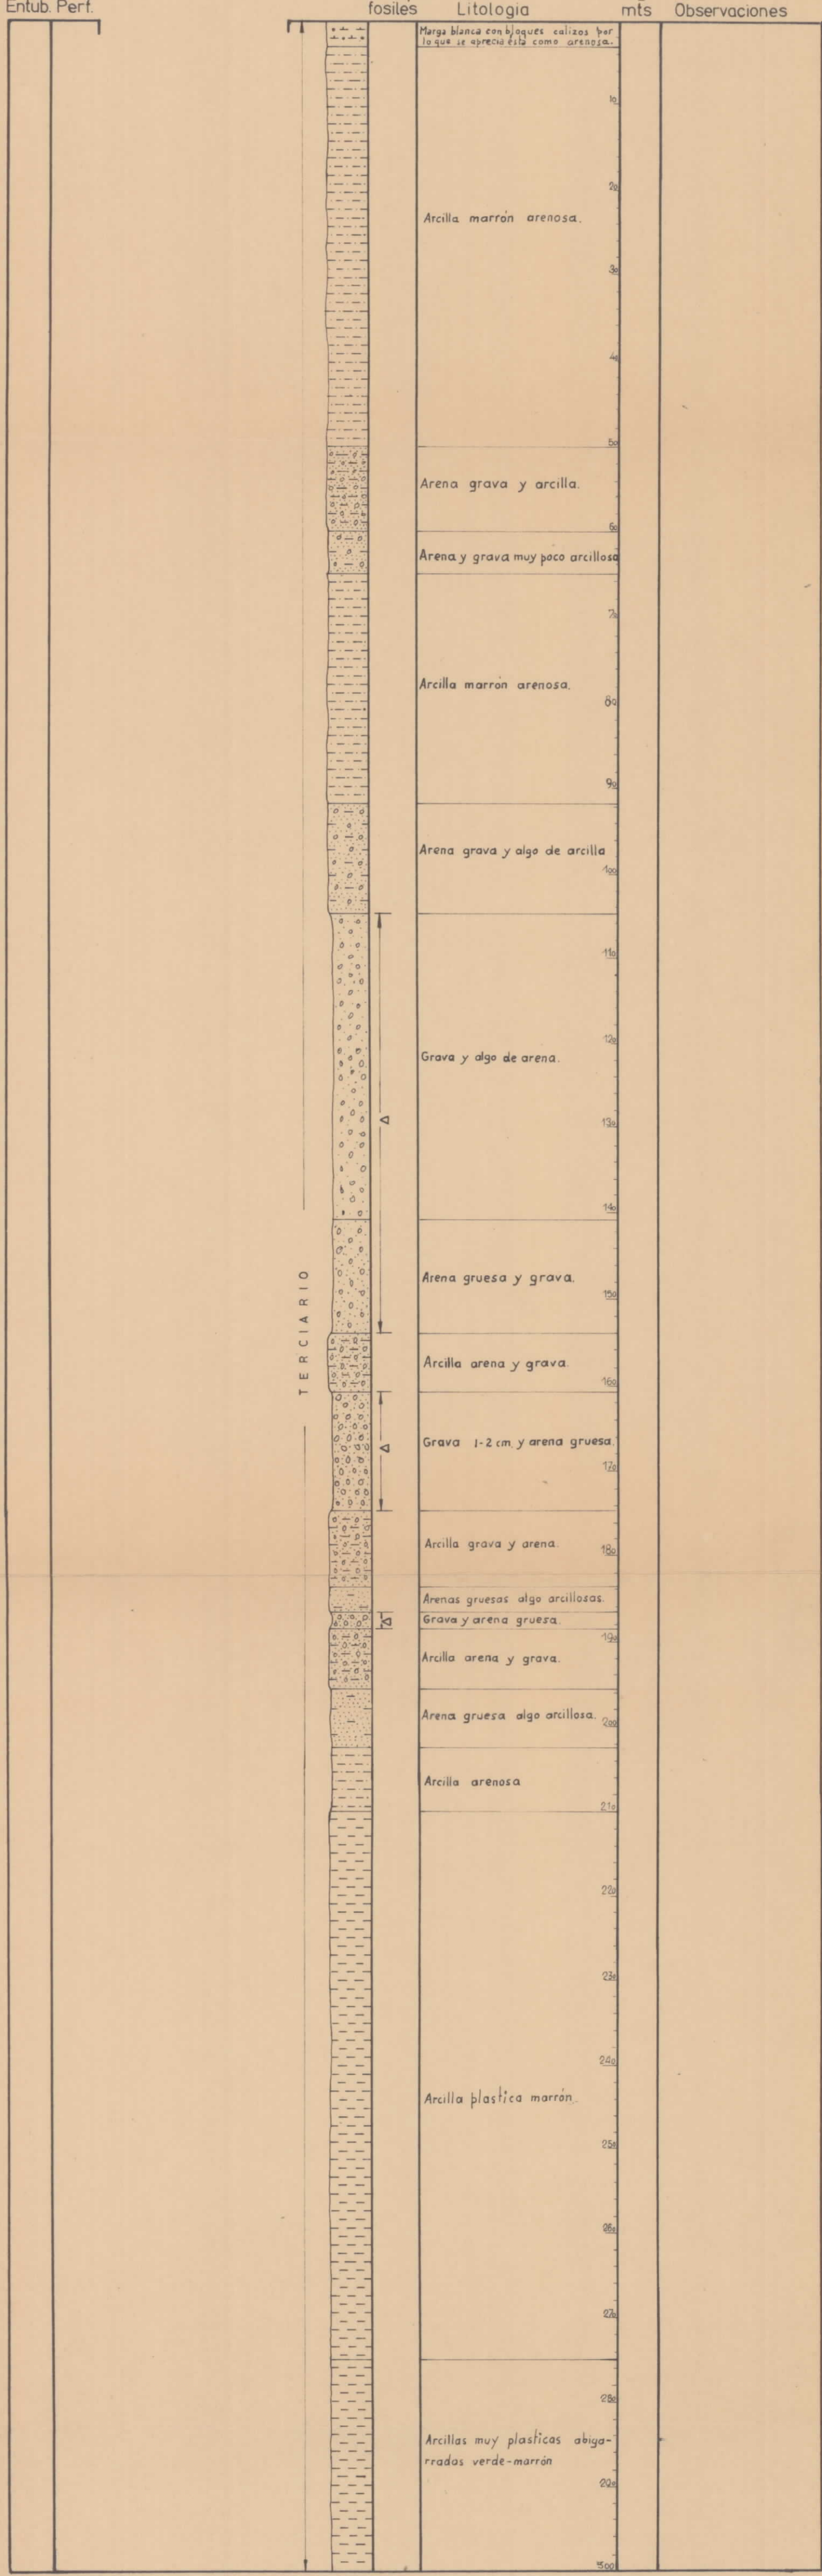 Entub. Perf. fosiles Litologia mts Observaciones
Marga blanca con bloques calizos por
lo que se aprecia esta como arenosa.
10
20
Arcilla marrón arenosa.
30
40
50
Arena grava y arcilla.
60
Arena y grava muy poco arcillosa
70
Arcilla marrón arenosa.
80
90
Arena grava y algo de arcilla
100
110
120
Grava y algo de arena.
130
140
TERCIARIO
Arena gruesa y grava.
150
Arcilla arena y grava.
160
Grava 1-2 cm. y arena gruesa.
170
Arcilla grava y arena.
180
Arenas gruesas algo arcillosas.
Grava y arena gruesa.
190
Arcilla arena y grava.
Arena gruesa algo arcillosa.
200
Arcilla arenosa
210
220
230
240
Arcilla plastica marrón.
250
260
270
280
Arcillas muy plasticas abiga-
rradas verde-marrón
300